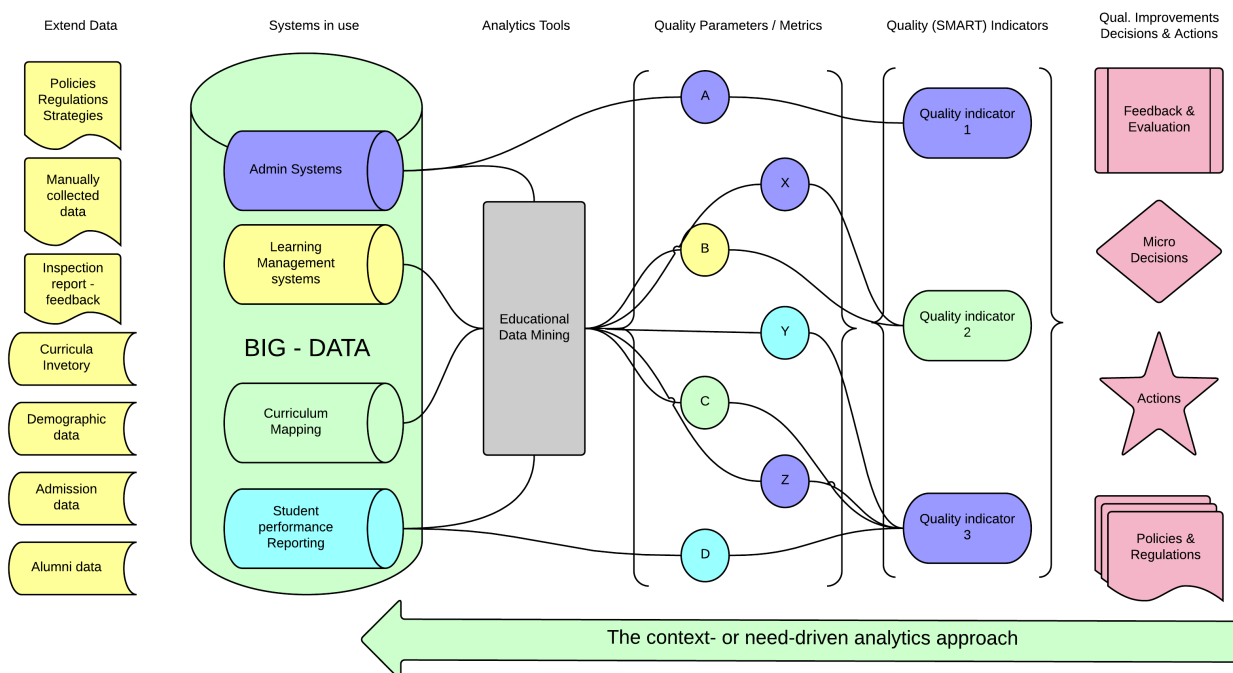 Extend Data
Systems in use
Analytics Tools
Quality Parameters / Metrics
Quality (SMART) Indicators
Qual. Improvements
Decisions & Actions
Policies
Regulations
Strategies
Manually
collected
data
Inspection
report -
feedback
Curricula
Invetory
Demographic
data
Admission
data
Alumni data
Admin Systems
Learning
Management
systems
BIG - DATA
Curriculum
Mapping
Student
performance
Reporting
Educational
Data Mining
A
X
B
Y
C
Z
D
Quality indicator
1
Quality indicator
2
Quality indicator
3
Feedback &
Evaluation
Micro
Decisions
Actions
Policies &
Regulations
The context- or need-driven analytics approach